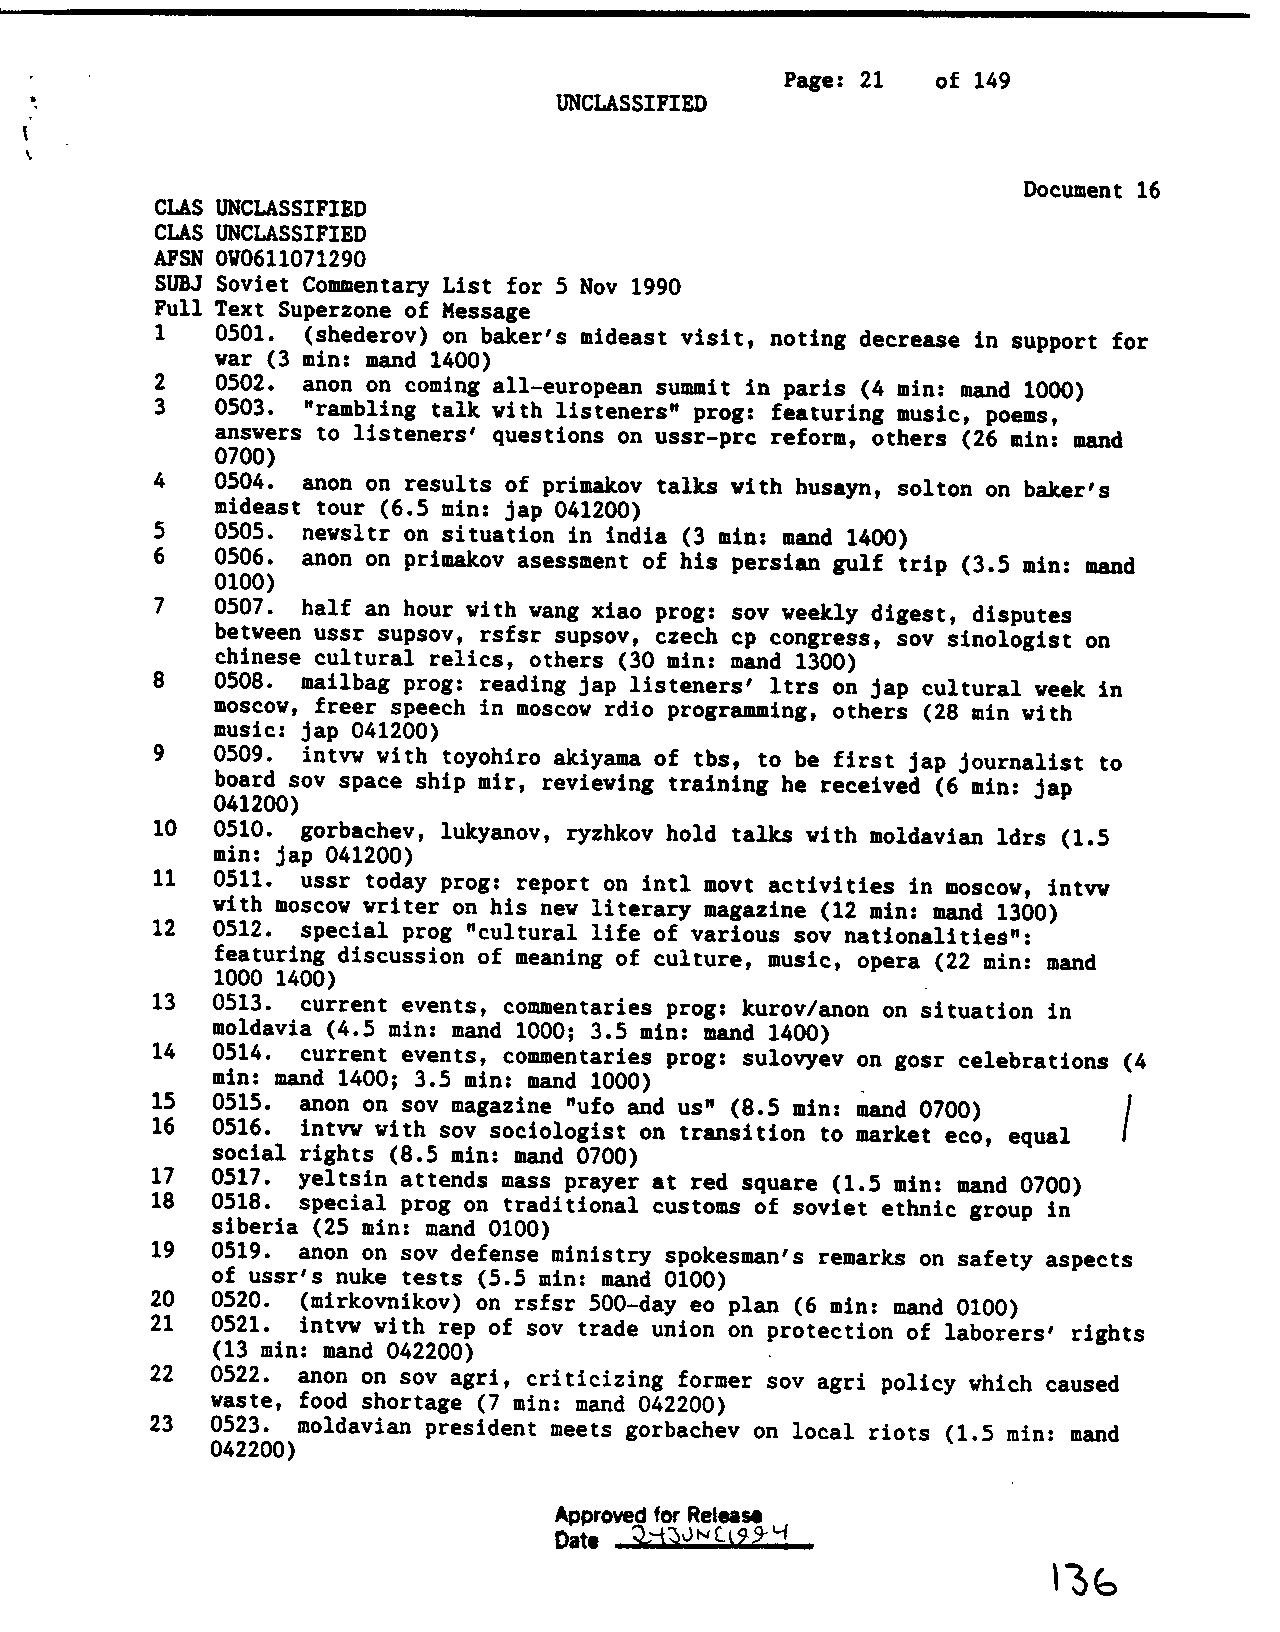 Page: 21 of 149
UNCLASSIFIED
Document 16
CLAS UNCLASSIFIED
CLAS UNCLASSIFIED
AFSN OW0611071290
SUBJ Soviet Commentary List for 5 Nov 1990
Full Text Superzone of Message
1 0501. (shederov) on baker's mideast visit, noting decrease in support for
war (3 min: mand 1400)
2 0502. anon on coming all-european summit in paris (4 min: mand 1000)
3 0503. "rambling talk with listeners" prog: featuring music, poems,
answers to listeners' questions on ussr-prc reform, others (26 min: mand
0700)
4 0504. anon on results of primakov talks with husayn, solton on baker's
mideast tour (6.5 min: jap 041200)
5 0505. newsltr on situation in india (3 min: mand 1400)
6 0506. anon on primakov asessment of his persian gulf trip (3.5 min: mand
0100)
7 0507. half an hour with wang xiao prog: sov weekly digest, disputes
between ussr supsov, rsfsr supsov, czech cp congress, sov sinologist on
chinese cultural relics, others (30 min: mand 1300)
8 0508. mailbag prog: reading jap listeners' ltrs on jap cultural week in
moscow, freer speech in moscow rdio programming, others (28 min with
music: jap 041200)
9 0509. intvw with toyohiro akiyama of tbs, to be first jap journalist to
board sov space ship mir, reviewing training he received (6 min: jap
041200)
10 0510. gorbachev, lukyanov, ryzhkov hold talks with moldavian ldrs (1.5
min: jap 041200)
11 0511. ussr today prog: report on intl movt activities in moscow, intvw
with moscow writer on his new literary magazine (12 min: mand 1300)
12 0512. special prog "cultural life of various sov nationalities":
featuring discussion of meaning of culture, music, opera (22 min: mand
1000 1400)
13 0513. current events, commentaries prog: kurov/anon on situation in
moldavia (4.5 min: mand 1000; 3.5 min: mand 1400)
14 0514. current events, commentaries prog: sulovyev on gosr celebrations (4
min: mand 1400; 3.5 min: mand 1000)
15 0515. anon on sov magazine "ufo and us" (8.5 min: mand 0700)
16 0516. intvw with sov sociologist on transition to market eco, equal
social rights (8.5 min: mand 0700)
17 0517. yeltsin attends mass prayer at red square (1.5 min: mand 0700)
18 0518. special prog on traditional customs of soviet ethnic group in
siberia (25 min: mand 0100)
19 0519. anon on sov defense ministry spokesman's remarks on safety aspects
of ussr's nuke tests (5.5 min: mand 0100)
20 0520. (mirkovnikov) on rsfsr 500-day eo plan (6 min: mand 0100)
21 0521. intvw with rep of sov trade union on protection of laborers' rights
(13 min: mand 042200)
22 0522. anon on sov agri, criticizing former sov agri policy which caused
waste, food shortage (7 min: mand 042200)
23 0523. moldavian president meets gorbachev on local riots (1.5 min: mand
042200)
Approved for Release
Date
136